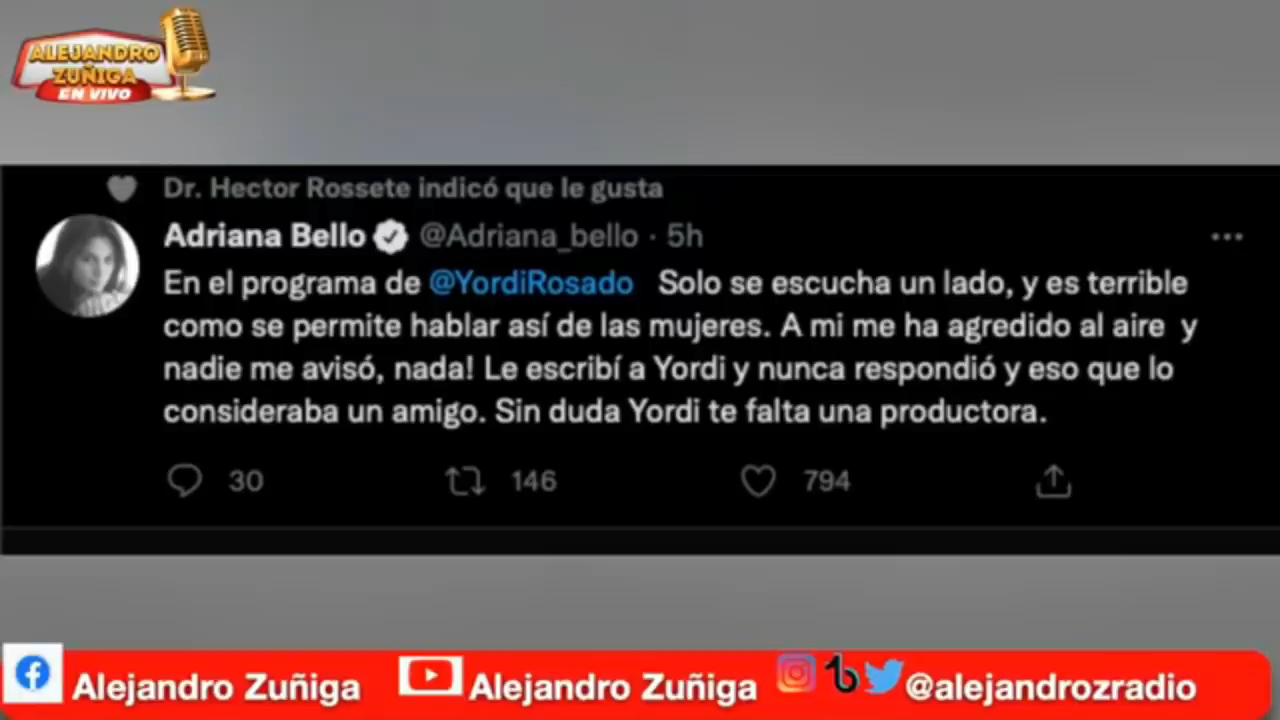 ALEJANDRO
ZUÑIGA
EN VIVO
Dr. Hector Rossete indicó que le gusta
Adriana Bello @Adriana_bello · 5h
En el programa de @YordiRosado Solo se escucha un lado, y es terrible
como se permite hablar así de las mujeres. A mi me ha agredido al aire y
nadie me avisó, nada! Le escribí a Yordi y nunca respondió y eso que lo
consideraba un amigo. Sin duda Yordi te falta una productora.
30 146 794
Alejandro Zuñiga Alejandro Zuñiga @alejandrozradio